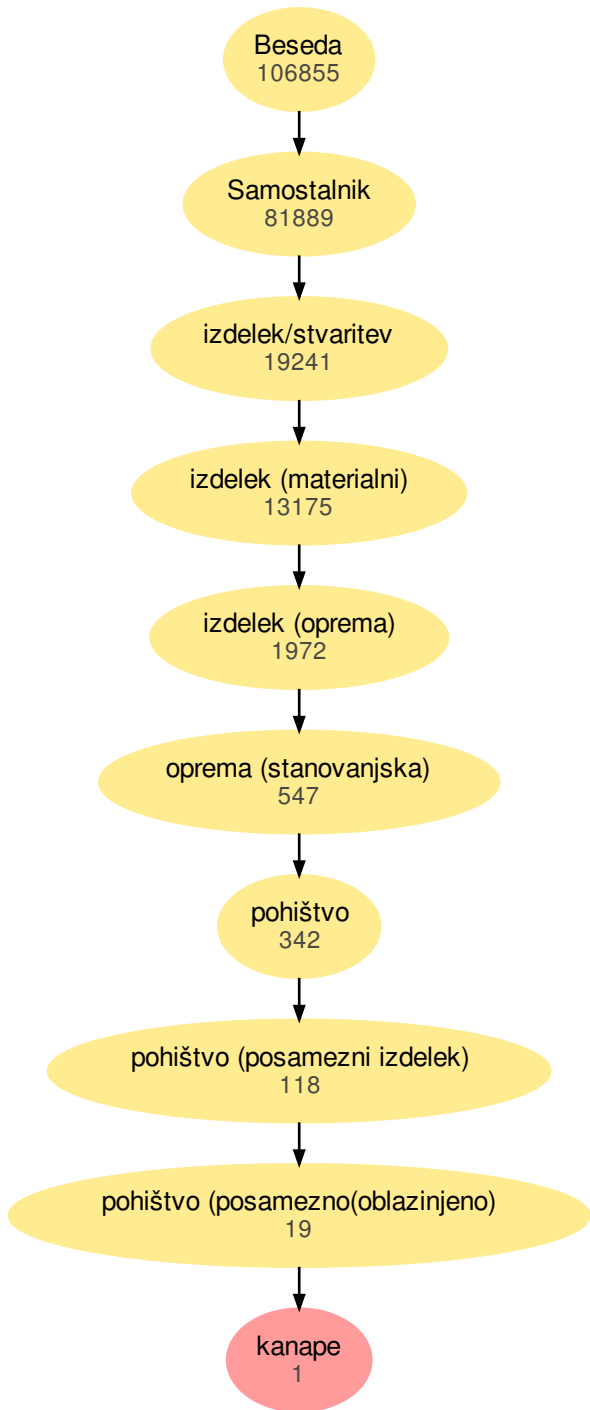 Beseda
106855
Samostalnik
81889
izdelek/stvaritev
19241
izdelek (materialni)
13175
izdelek (oprema)
1972
oprema (stanovanjska)
547
pohištvo
342
pohištvo (posamezni izdelek)
118
pohištvo (posamezno(oblazinjeno)
19
kanape
1